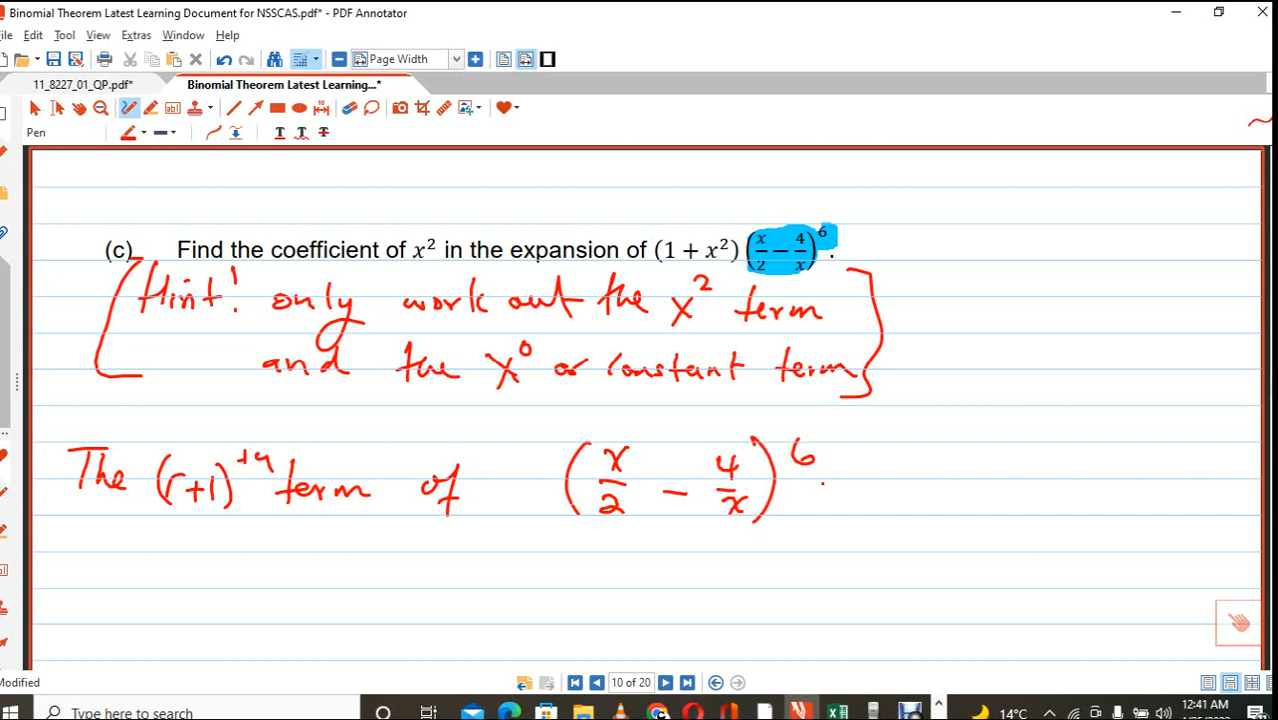 Binomial Theorem Latest Learning Document for NSSCAS.pdf* - PDF Annotator
ile Edit Tool View Extras Window Help
Page Width
11_8227_01_QP.pdf* Binomial Theorem Latest Learning...*
Pen
(c) Find the coefficient of x² in the expansion of (1 + x²)(x/2 − 4/x)⁶.
Hint! only work out the x² term
and the x⁰ or constant term
The (r+1)th term of (x/2 − 4/x)⁶
10 of 20
Modified
12:41 AM
Type here to search
14°C